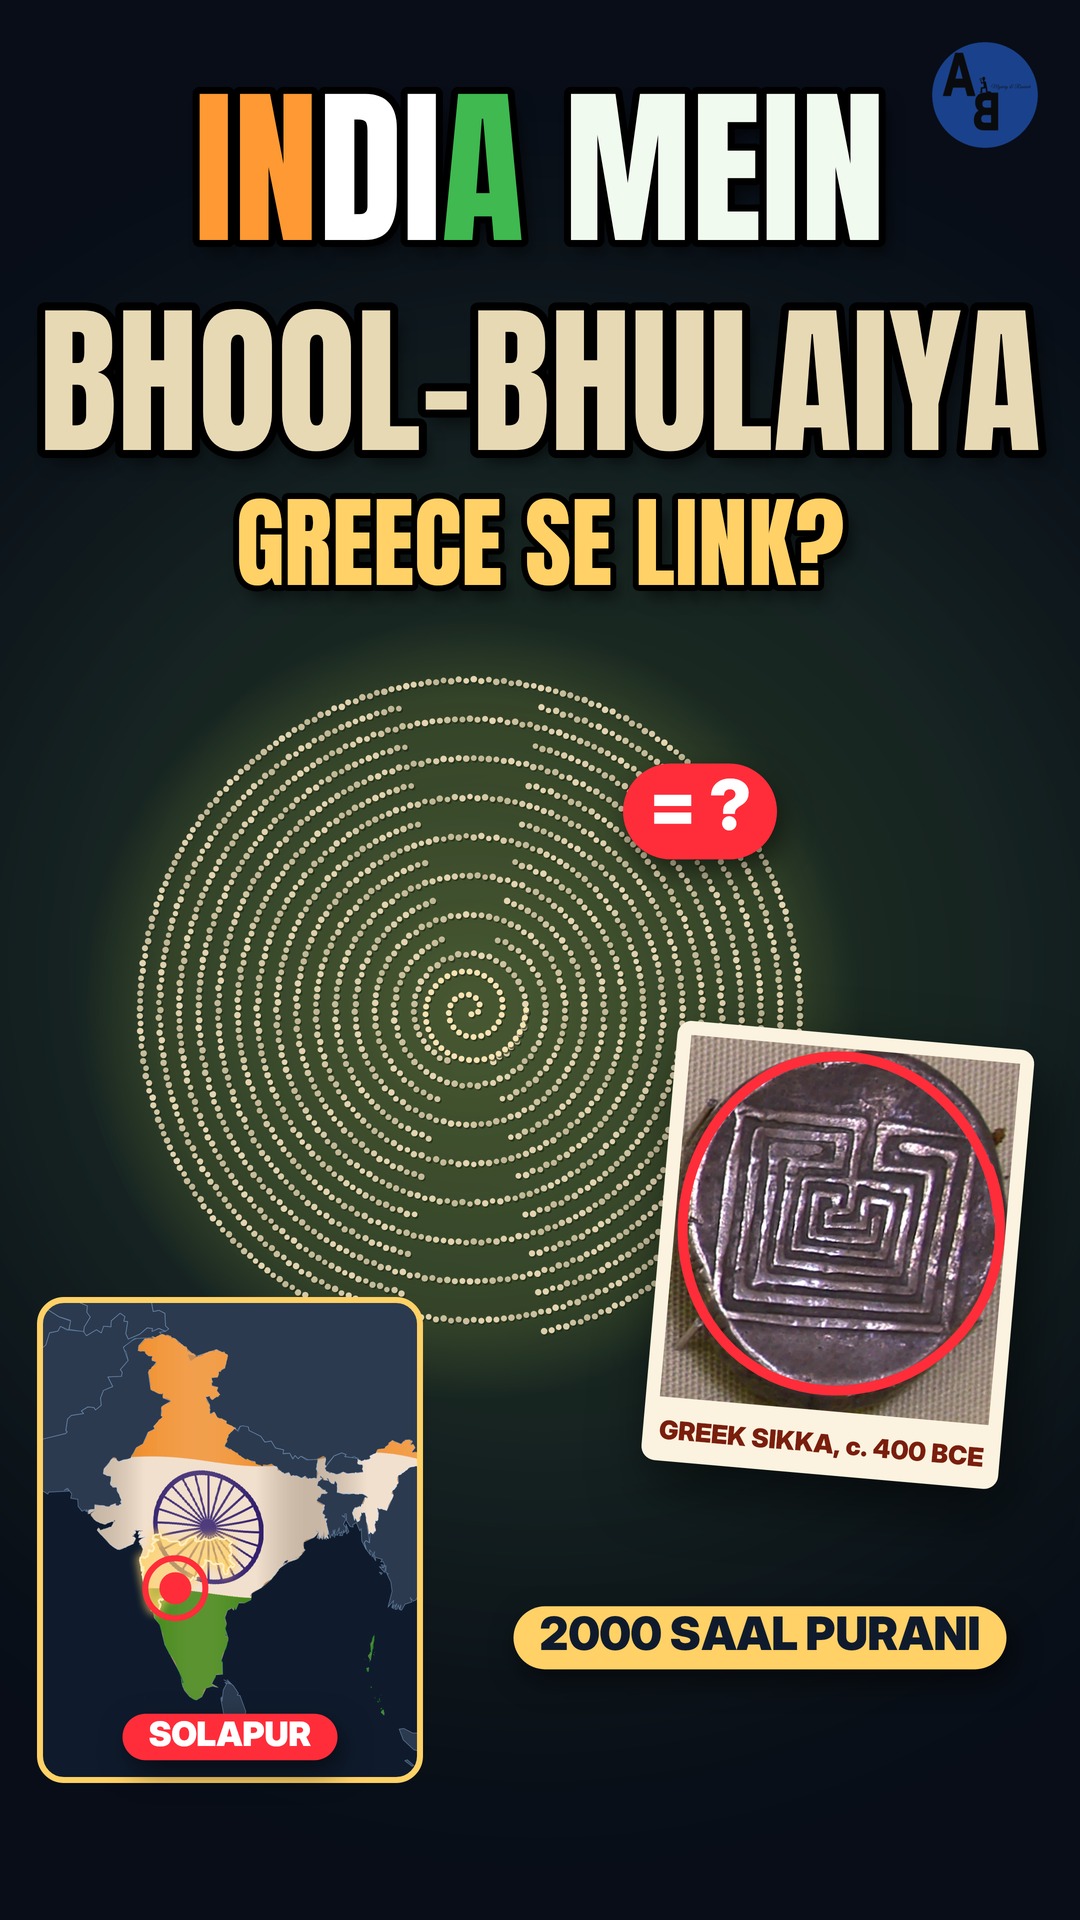 INDIA MEIN
BHOOL-BHULAIYA
GREECE SE LINK?
= ?
GREEK SIKKA, c. 400 BCE
2000 SAAL PURANI
SOLAPUR
A
B